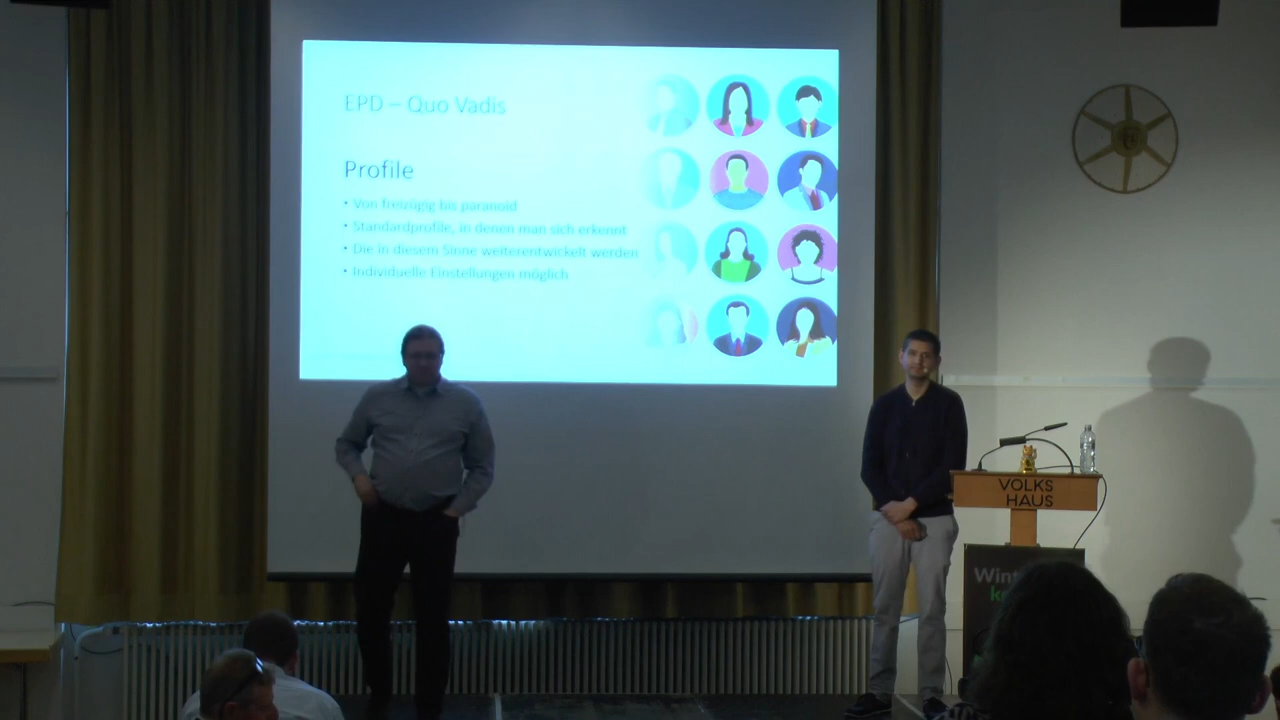 EPD – Quo Vadis
Profile
• Von freizügig bis paranoid
• Standardprofile, in denen man sich erkennt
• Die in diesem Sinne weiterentwickelt werden
• Individuelle Einstellungen möglich
VOLKS
HAUS